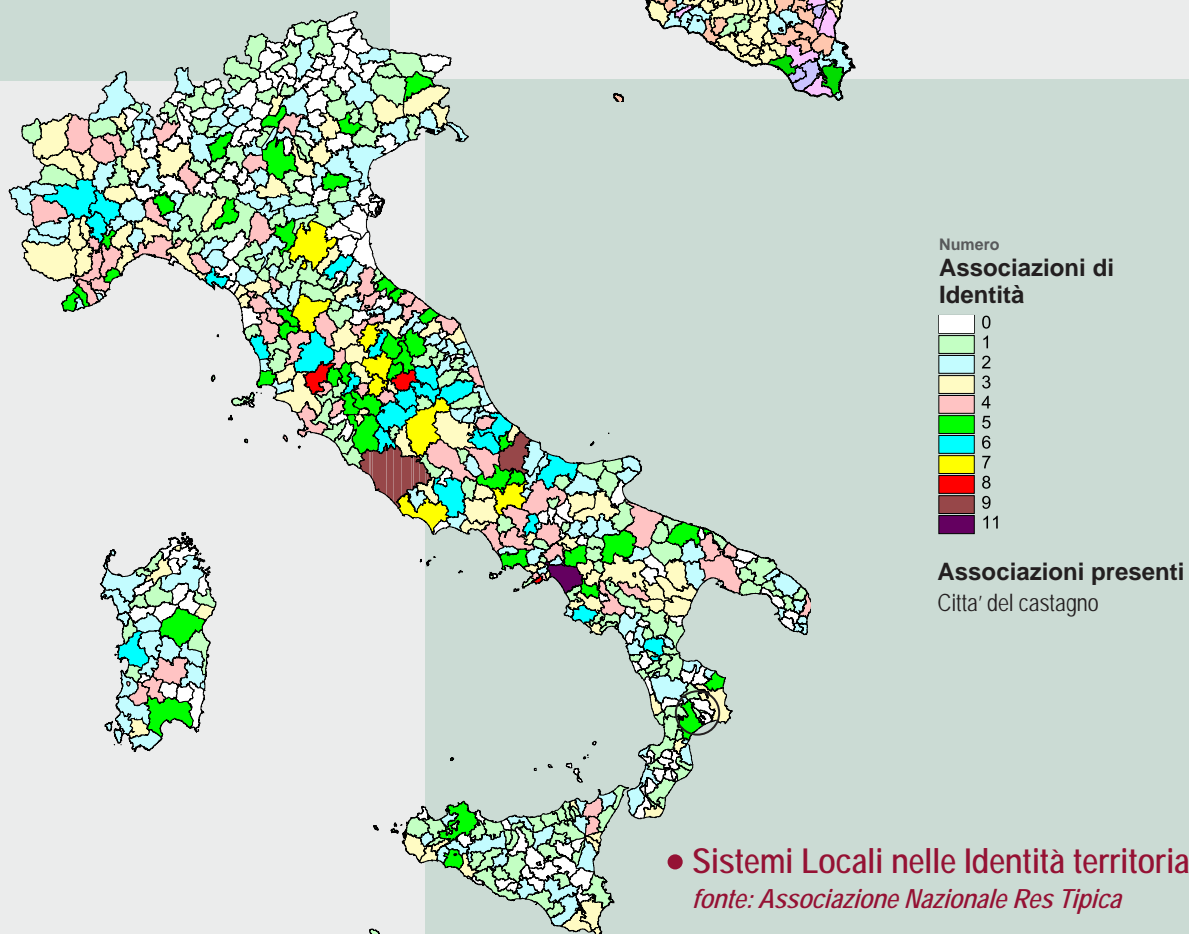 Numero
Associazioni di
Identità
0
1
2
3
4
5
6
7
8
9
11
Associazioni presenti
Citta' del castagno
• Sistemi Locali nelle Identità territoria
fonte: Associazione Nazionale Res Tipica